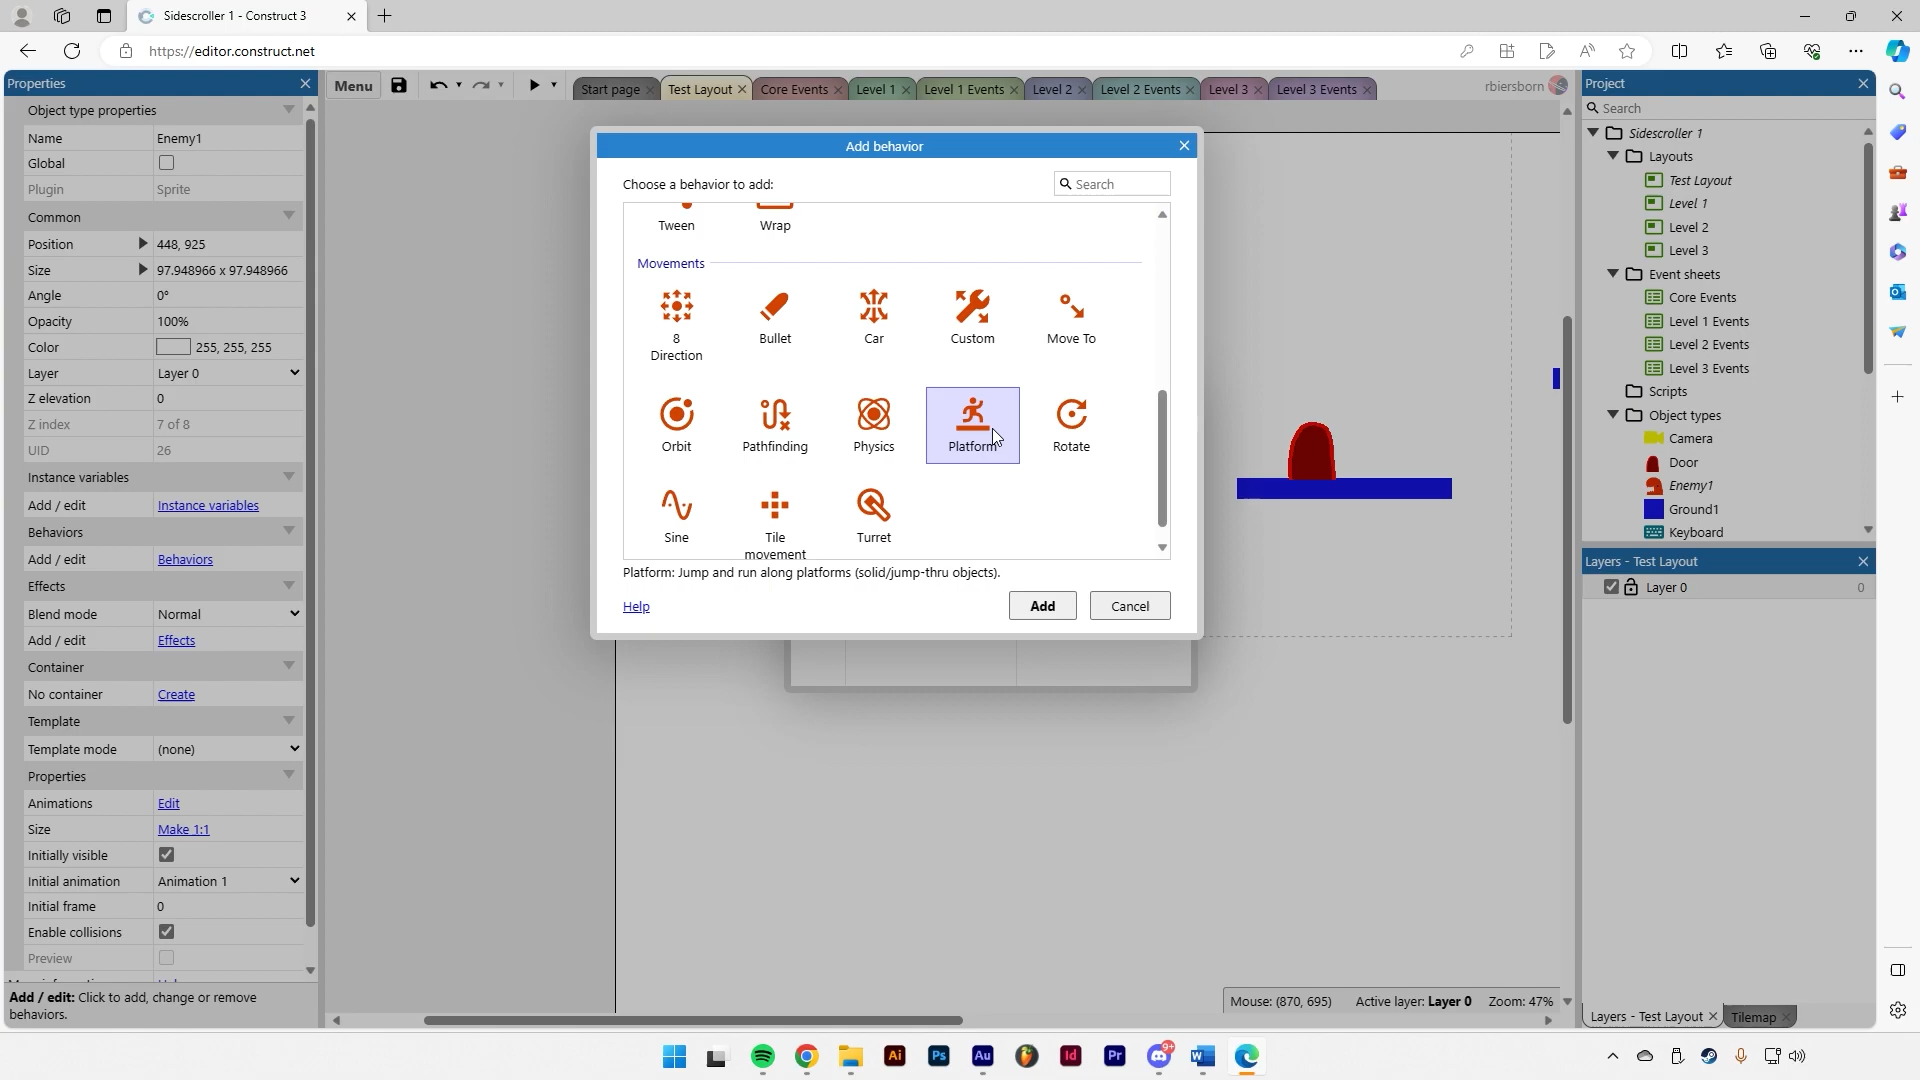 Sidescroller 1 - Construct 3
https://editor.construct.net
Properties
Menu
Start page
Test Layout
Core Events
Level 1
Level 1 Events
Level 2
Level 2 Events
Level 3
Level 3 Events
rbiersborn
Project
Object type properties
Name Enemy1
Global
Plugin Sprite
Common
Position 448, 925
Size 97.948966 x 97.948966
Angle 0°
Opacity 100%
Color 255, 255, 255
Layer Layer 0
Z elevation 0
Z index 7 of 8
UID 26
Instance variables
Add / edit Instance variables
Behaviors
Add / edit Behaviors
Effects
Blend mode Normal
Add / edit Effects
Container
No container Create
Template
Template mode (none)
Properties
Animations Edit
Size Make 1:1
Initially visible
Initial animation Animation 1
Initial frame 0
Enable collisions
Preview
Add / edit: Click to add, change or remove
behaviors.
Add behavior
Choose a behavior to add:
Search
Tween
Wrap
Movements
8
Direction
Bullet
Car
Custom
Move To
Orbit
Pathfinding
Physics
Platform
Rotate
Sine
Tile
movement
Turret
Platform: Jump and run along platforms (solid/jump-thru objects).
Help
Add
Cancel
Mouse: (870, 695) Active layer: Layer 0 Zoom: 47%
Search
Sidescroller 1
Layouts
Test Layout
Level 1
Level 2
Level 3
Event sheets
Core Events
Level 1 Events
Level 2 Events
Level 3 Events
Scripts
Object types
Camera
Door
Enemy1
Ground1
Keyboard
Layers - Test Layout
Layer 0 0
Layers - Test Layout
Tilemap
Ai
Ps
Au
Id
Pr
9+
W